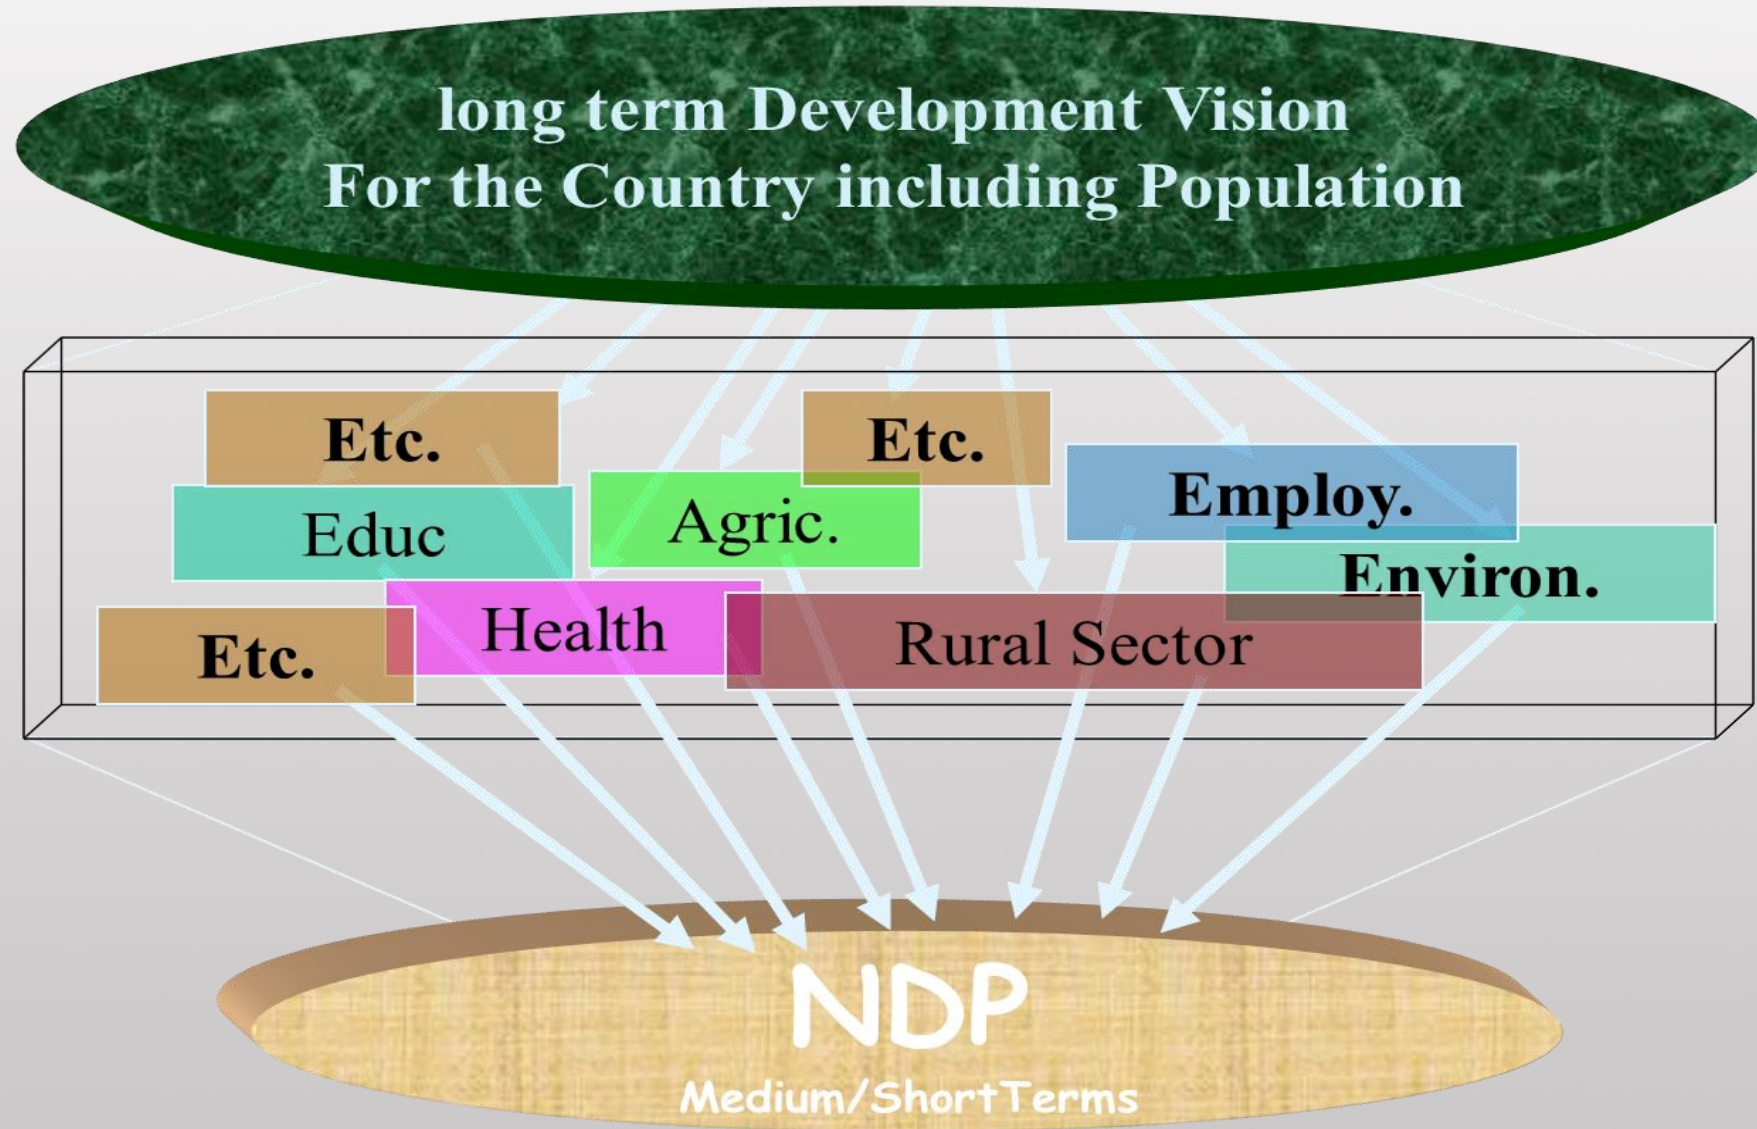 long term Development Vision
For the Country including Population
Etc.
Etc.
Employ.
Educ
Agric.
Environ.
Etc.
Health
Rural Sector
NDP
Medium/ShortTerms